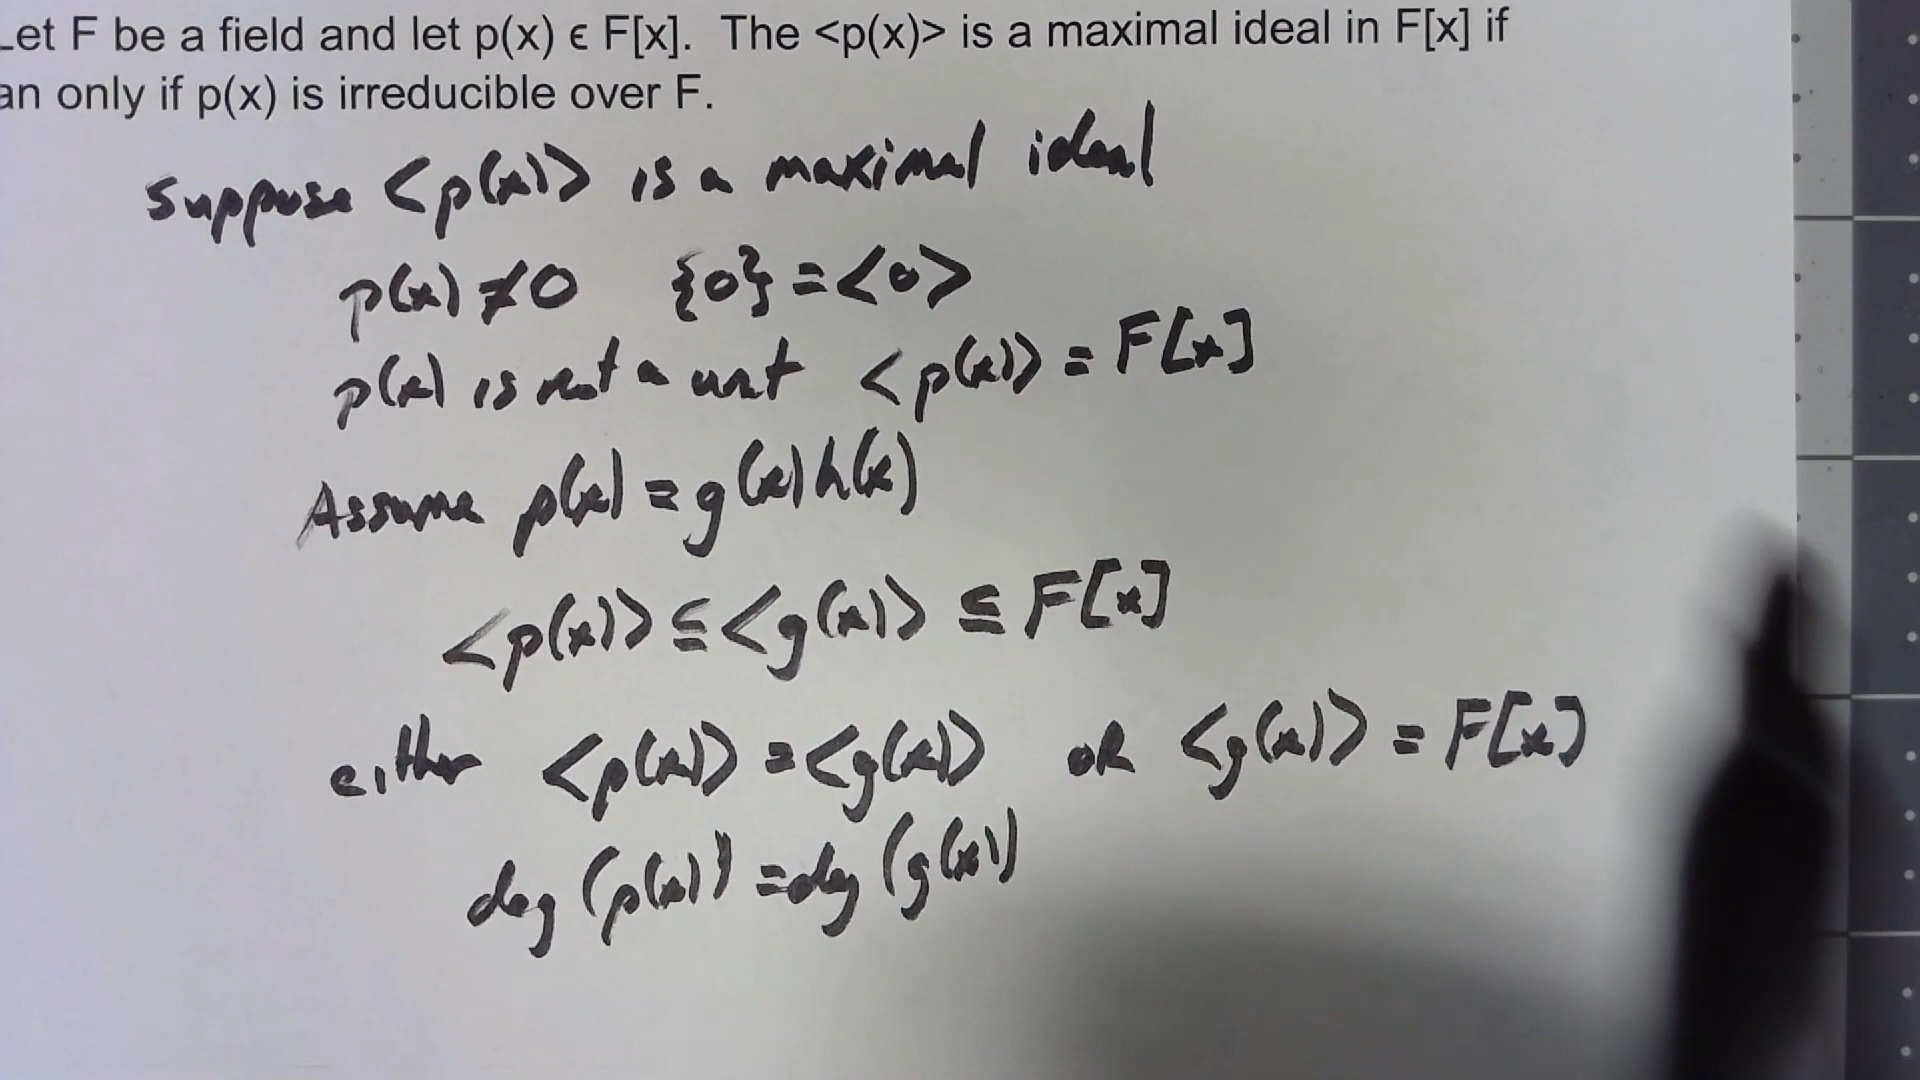 Let F be a field and let p(x) ϵ F[x]. The <p(x)> is a maximal ideal in F[x] if
an only if p(x) is irreducible over F.
Suppose <p(x)> is a maximal ideal
p(x) ≠ 0 {0} = <0>
p(x) is not a unit <p(x)> = F[x]
Assume p(x) = g(x)h(x)
<p(x)> ⊆ <g(x)> ⊆ F[x]
either <p(x)> = <g(x)> OR <g(x)> = F[x]
deg (p(x)) = deg (g(x))